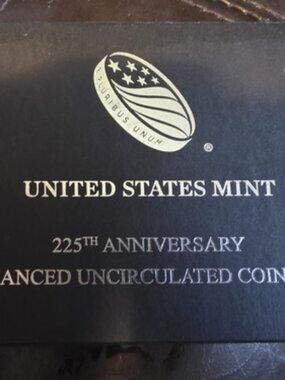 E PLURIBUS UNUM
®
UNITED STATES MINT
225TH ANNIVERSARY
ANCED UNCIRCULATED COIN